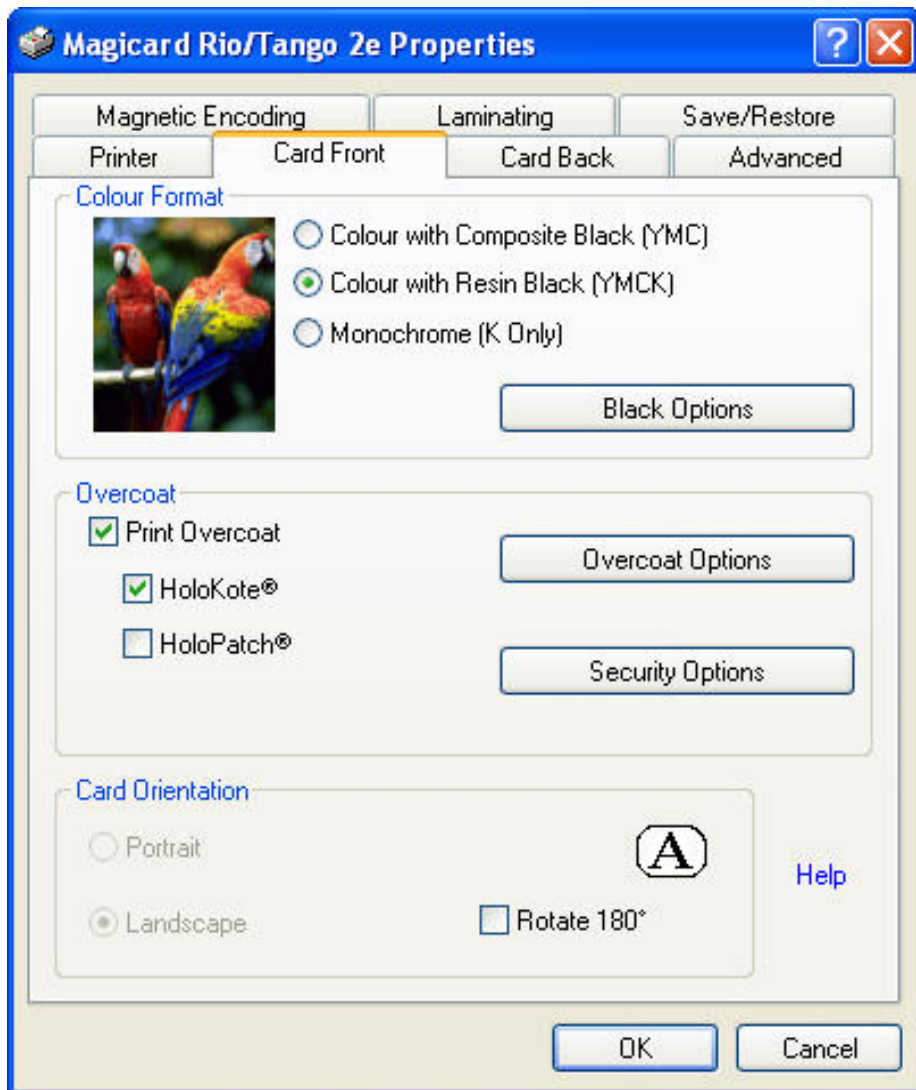 Magicard Rio/Tango 2e Properties
Magnetic Encoding Laminating Save/Restore
Printer Card Front Card Back Advanced
Colour Format
Colour with Composite Black (YMC)
Colour with Resin Black (YMCK)
Monochrome (K Only)
Black Options
Overcoat
Print Overcoat
Overcoat Options
HoloKote®
HoloPatch®
Security Options
Card Orientation
Portrait
A
Help
Landscape
Rotate 180°
OK Cancel